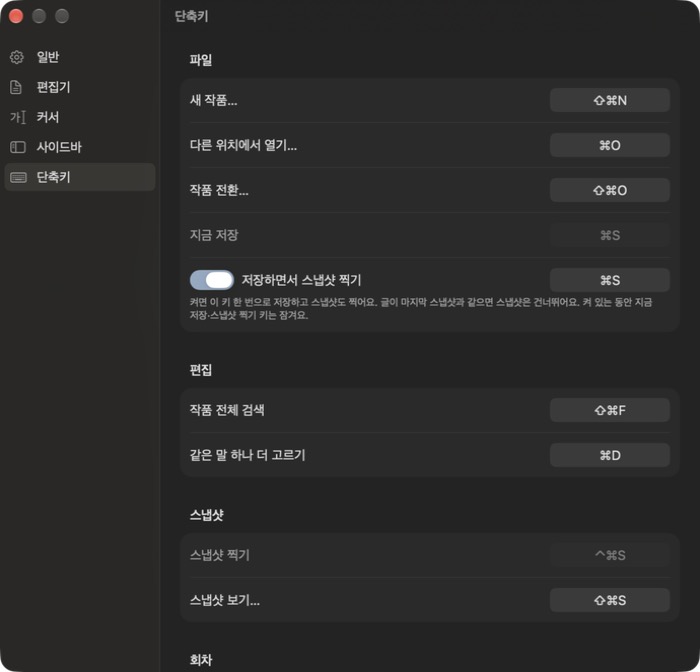 단축키
일반
편집기
가 커서
사이드바
단축키
파일
새 작품... ⇧⌘N
다른 위치에서 열기... ⌘O
작품 전환... ⇧⌘O
지금 저장 ⌘S
저장하면서 스냅샷 찍기 ⌘S
켜면 이 키 한 번으로 저장하고 스냅샷도 찍어요. 글이 마지막 스냅샷과 같으면 스냅샷은 건너뛰어요. 켜 있는 동안 지금
저장·스냅샷 찍기 키는 잠겨요.
편집
작품 전체 검색 ⇧⌘F
같은 말 하나 더 고르기 ⌘D
스냅샷
스냅샷 찍기 ^⌘S
스냅샷 보기... ⇧⌘S
회차